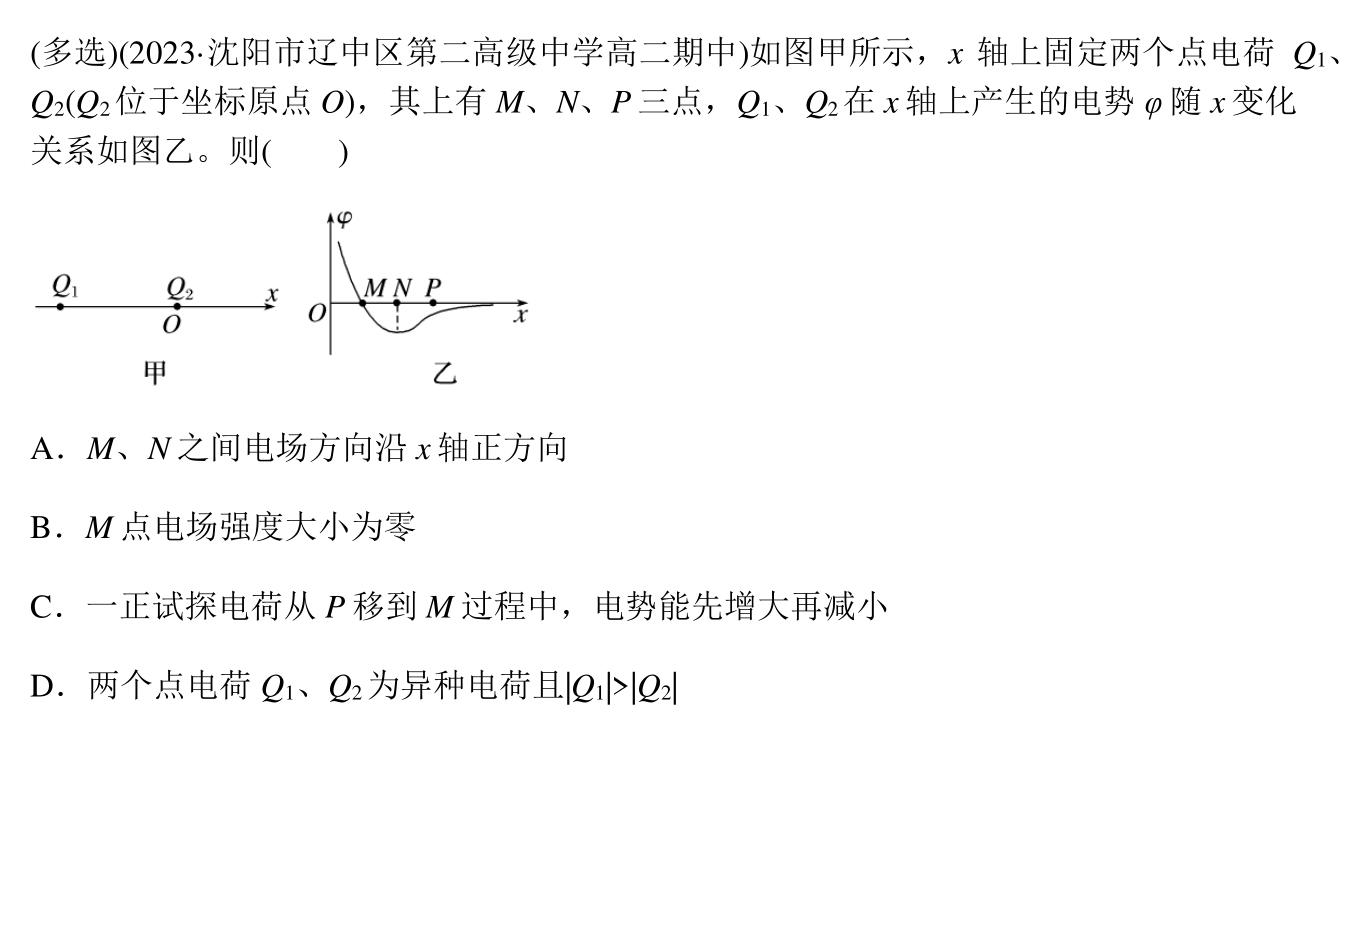 (多选)(2023·沈阳市辽中区第二高级中学高二期中)如图甲所示，x 轴上固定两个点电荷 Q₁、
Q₂(Q₂位于坐标原点 O)，其上有 M、N、P 三点，Q₁、Q₂在 x 轴上产生的电势 φ 随 x 变化
关系如图乙。则(　　)
Q₁ Q₂ x
O
甲
φ
M N P
O x
乙
A．M、N 之间电场方向沿 x 轴正方向
B．M 点电场强度大小为零
C．一正试探电荷从 P 移到 M 过程中，电势能先增大再减小
D．两个点电荷 Q₁、Q₂为异种电荷且|Q₁|>|Q₂|